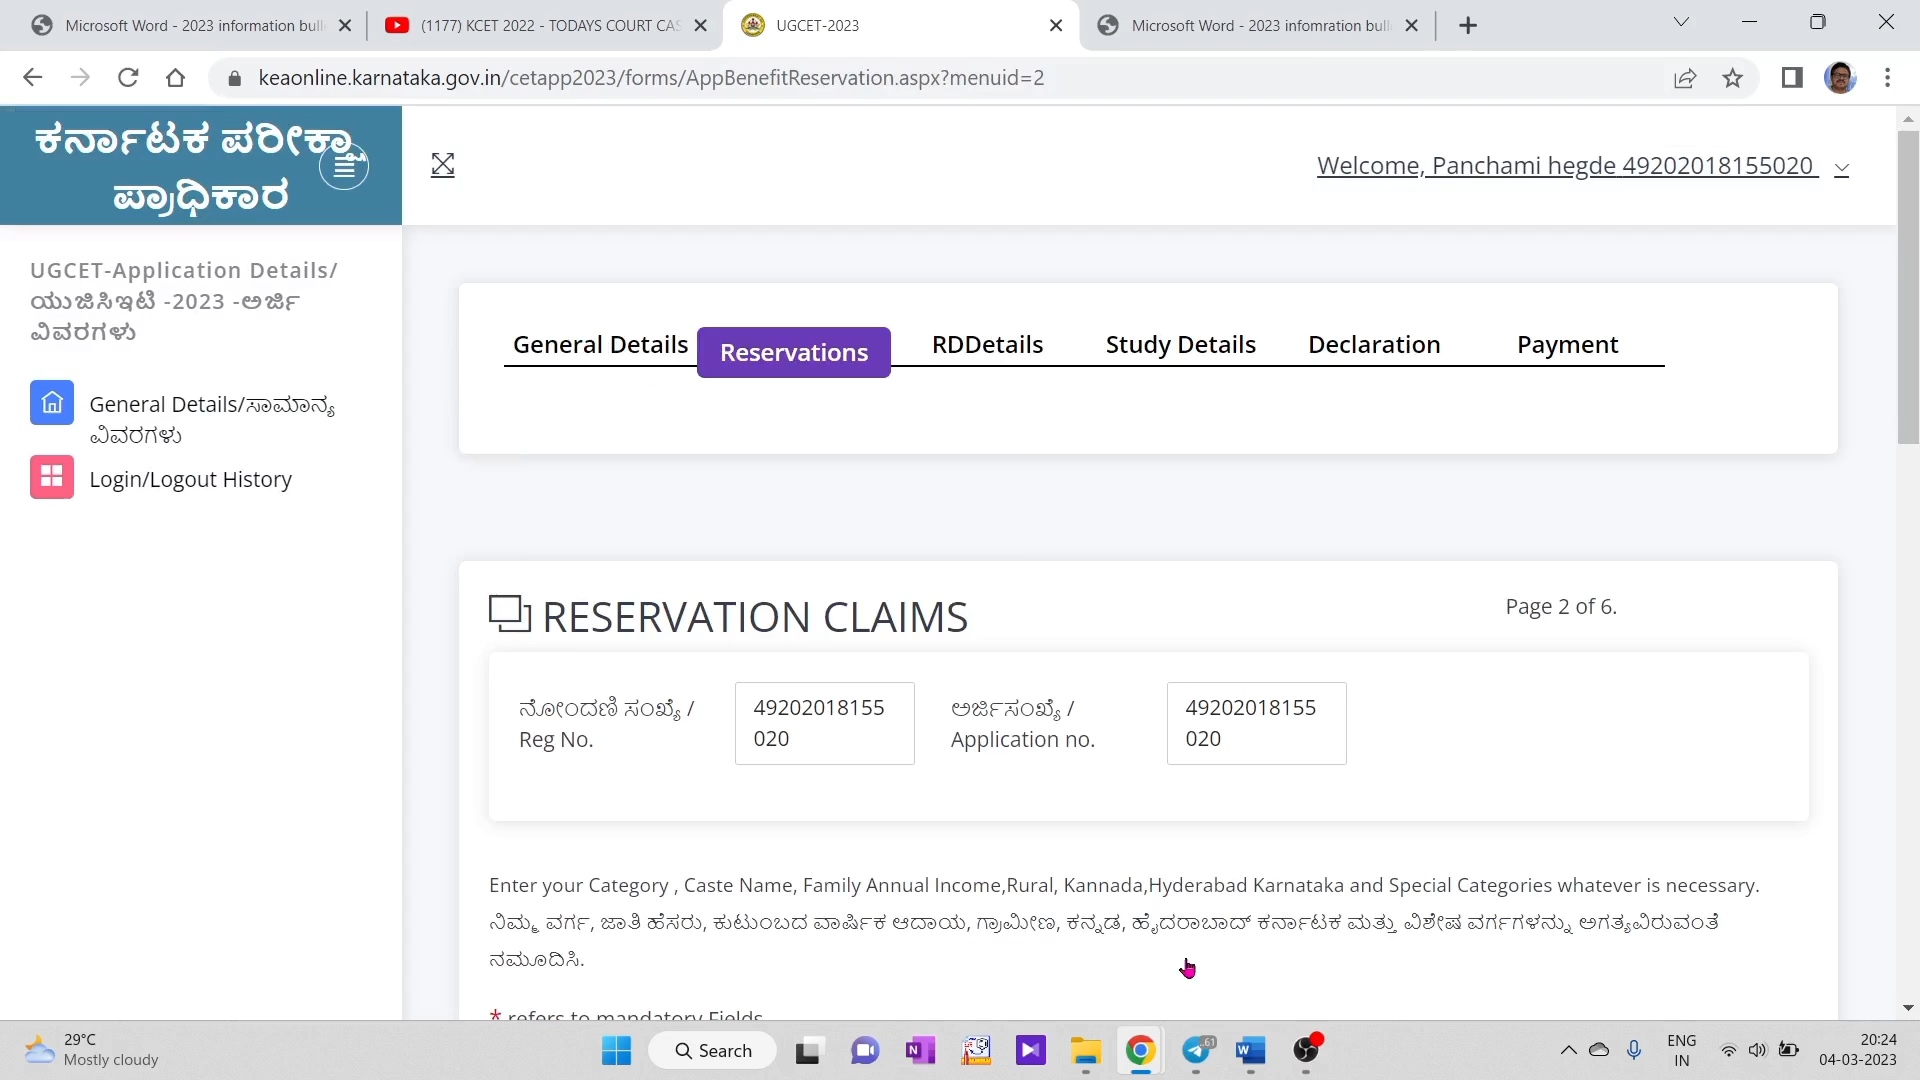 Microsoft Word - 2023 information bull
(1177) KCET 2022 - TODAYS COURT CAS
UGCET-2023
Microsoft Word - 2023 infomration bull
keaonline.karnataka.gov.in/cetapp2023/forms/AppBenefitReservation.aspx?menuid=2
ಕರ್ನಾಟಕ ಪರೀಕ್ಷಾ
ಪ್ರಾಧಿಕಾರ
Welcome, Panchami hegde 49202018155020
UGCET-Application Details/
ಯುಜಿಸಿಇಟಿ -2023 -ಅರ್ಜಿ
ವಿವರಗಳು
General Details/ಸಾಮಾನ್ಯ
ವಿವರಗಳು
Login/Logout History
General Details Reservations RDDetails Study Details Declaration Payment
RESERVATION CLAIMS
Page 2 of 6.
ನೋಂದಣಿ ಸಂಖ್ಯೆ /
Reg No.
49202018155
020
ಅರ್ಜಿಸಂಖ್ಯೆ /
Application no.
49202018155
020
Enter your Category , Caste Name, Family Annual Income,Rural, Kannada,Hyderabad Karnataka and Special Categories whatever is necessary.
ನಿಮ್ಮ ವರ್ಗ, ಜಾತಿ ಹೆಸರು, ಕುಟುಂಬದ ವಾರ್ಷಿಕ ಆದಾಯ, ಗ್ರಾಮೀಣ, ಕನ್ನಡ, ಹೈದರಾಬಾದ್ ಕರ್ನಾಟಕ ಮತ್ತು ವಿಶೇಷ ವರ್ಗಗಳನ್ನು ಅಗತ್ಯವಿರುವಂತೆ
ನಮೂದಿಸಿ.
* refers to mandatory Fields
29°C
Mostly cloudy
Search
61
ENG
IN
20:24
04-03-2023